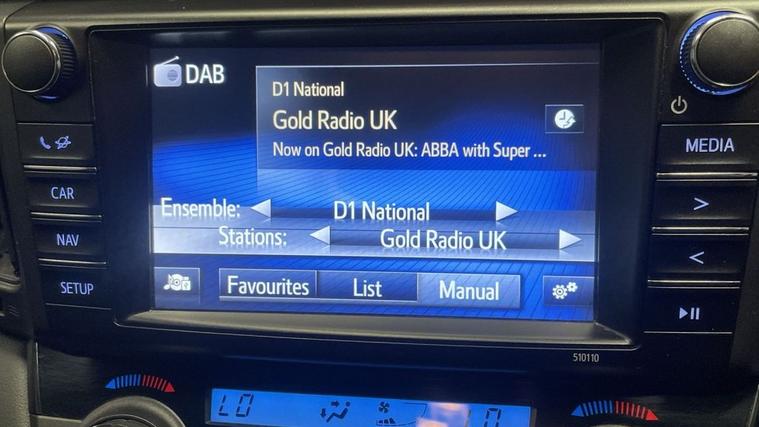 DAB
D1 National
Gold Radio UK
Now on Gold Radio UK: ABBA with Super ...
MEDIA
CAR
Ensemble: D1 National
NAV
Stations: Gold Radio UK
SETUP
Favourites List Manual
510110
LO